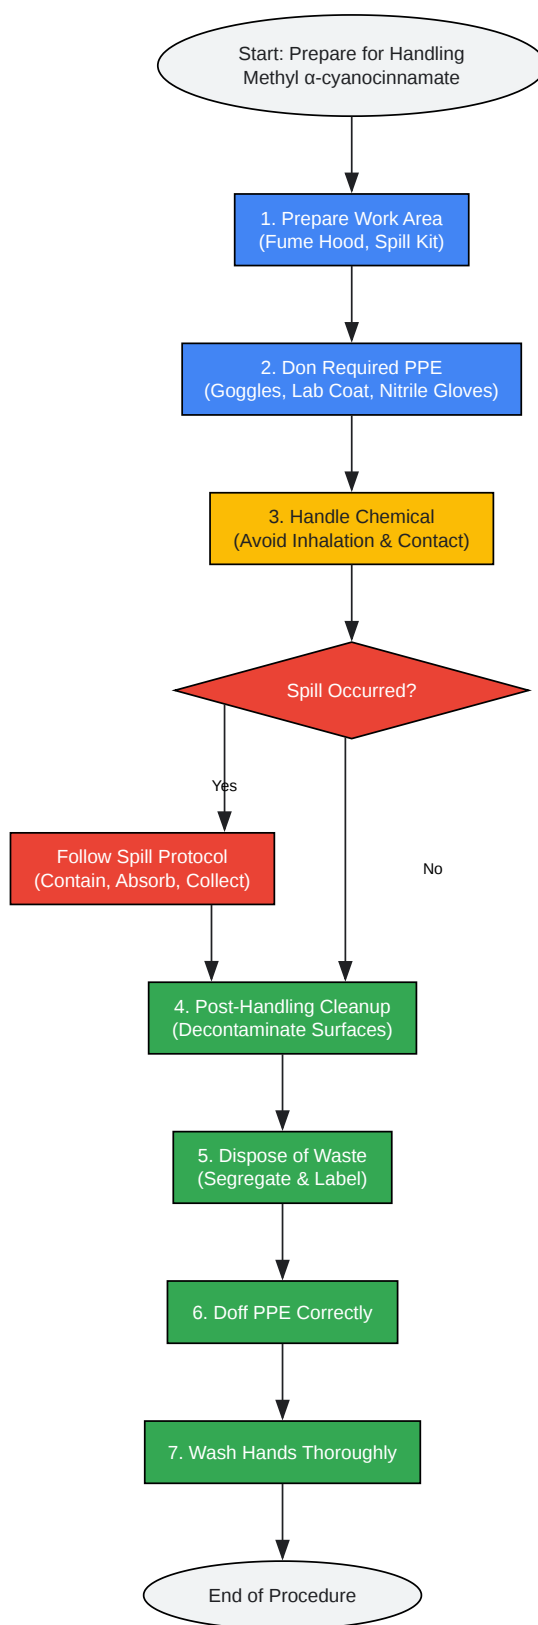 Start: Prepare for Handling
Methyl α-cyanocinnamate
1. Prepare Work Area
(Fume Hood, Spill Kit)
2. Don Required PPE
(Goggles, Lab Coat, Nitrile Gloves)
3. Handle Chemical
(Avoid Inhalation & Contact)
Spill Occurred?
Yes
Follow Spill Protocol
(Contain, Absorb, Collect)
No
4. Post-Handling Cleanup
(Decontaminate Surfaces)
5. Dispose of Waste
(Segregate & Label)
6. Doff PPE Correctly
7. Wash Hands Thoroughly
End of Procedure